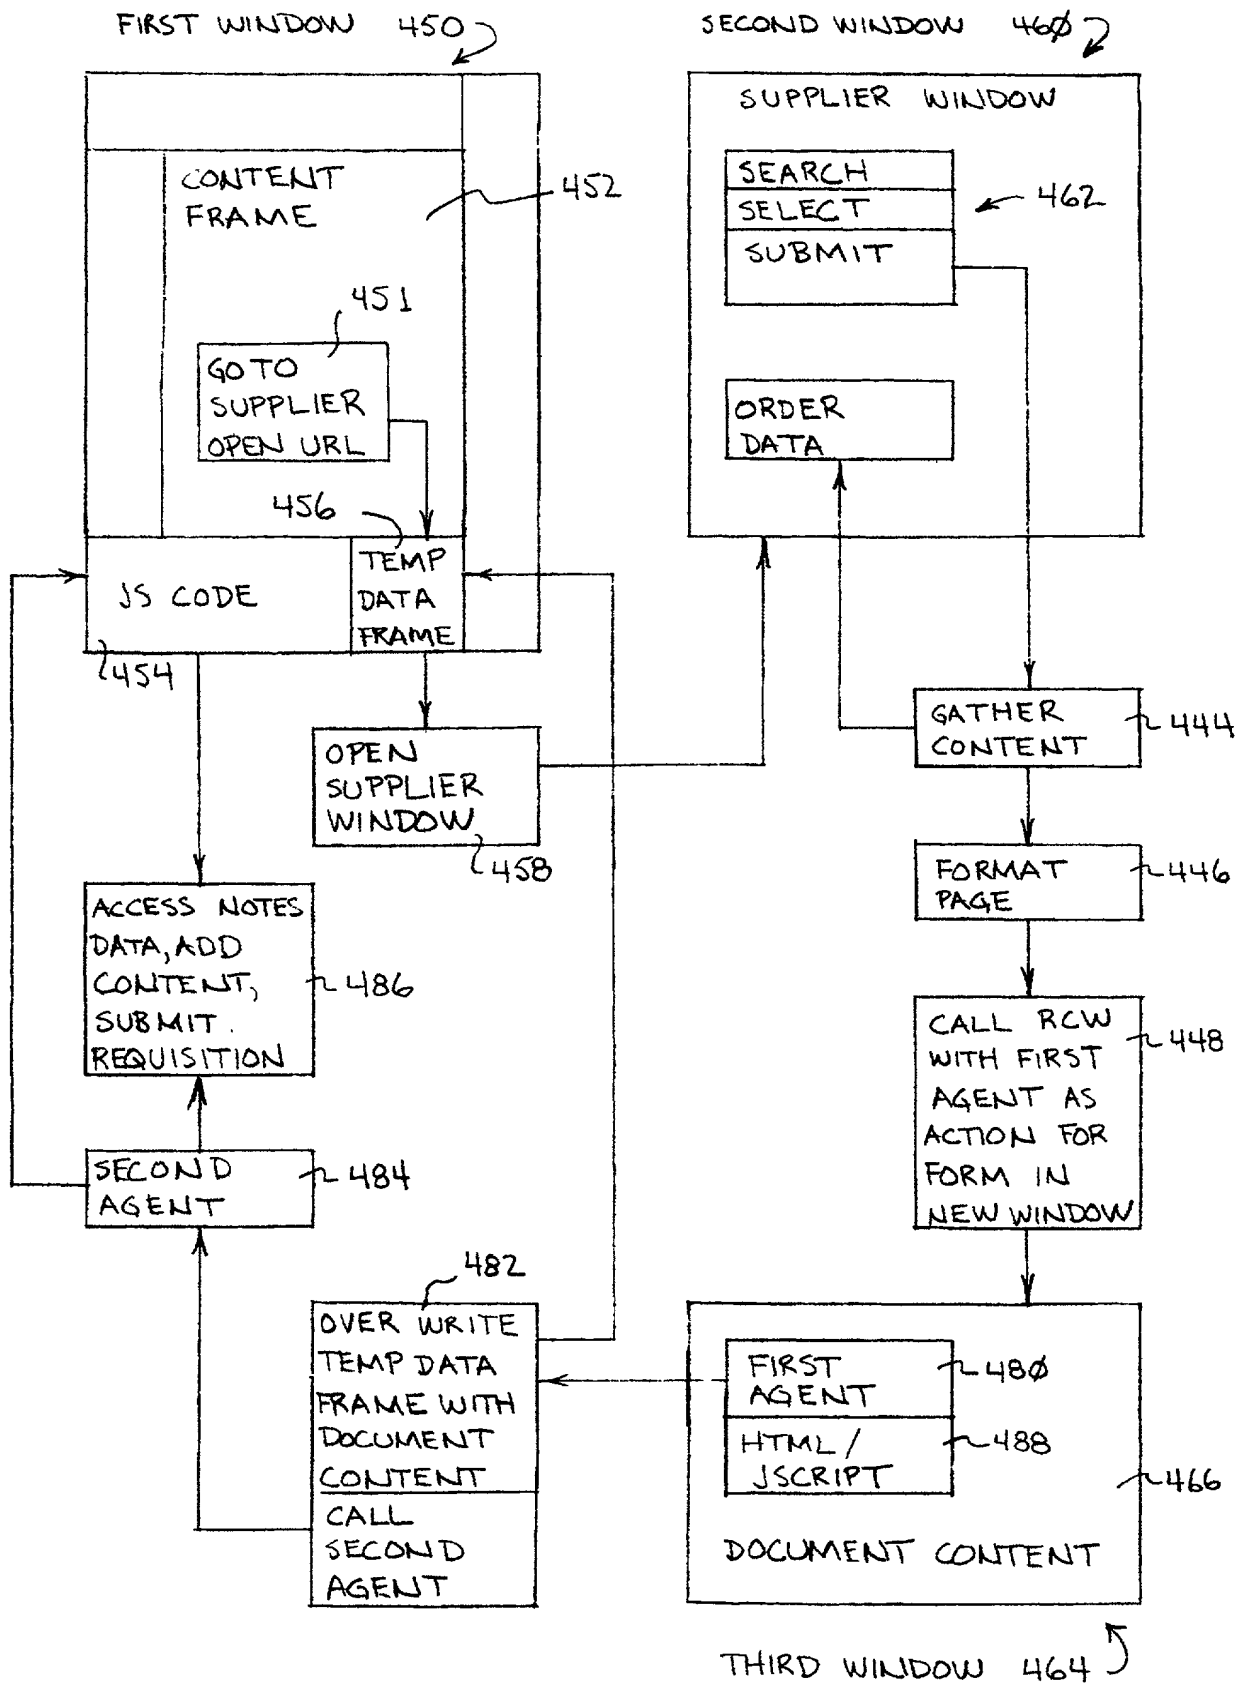 FIRST WINDOW 450
SECOND WINDOW 46Ø
SUPPLIER WINDOW
CONTENT
FRAME
452
SEARCH
SELECT
SUBMIT
462
451
GO TO
SUPPLIER
OPEN URL
ORDER
DATA
456
JS CODE
TEMP
DATA
FRAME
454
OPEN
SUPPLIER
WINDOW
458
GATHER
CONTENT
444
FORMAT
PAGE
446
ACCESS NOTES
DATA, ADD
CONTENT,
SUBMIT.
REQUISITION
486
CALL RCW
WITH FIRST
AGENT AS
ACTION FOR
FORM IN
NEW WINDOW
448
SECOND
AGENT
484
482
OVER WRITE
TEMP DATA
FRAME WITH
DOCUMENT
CONTENT
CALL
SECOND
AGENT
FIRST
AGENT
48Ø
HTML/
JSCRIPT
488
466
DOCUMENT CONTENT
THIRD WINDOW 464